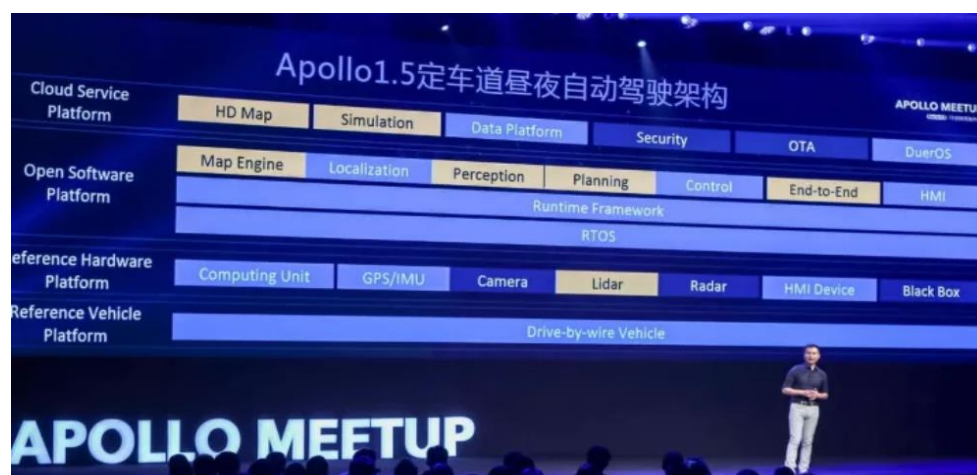 Apollo1.5定车道昼夜自动驾驶架构
APOLLO MEETU
Cloud Service
Platform
HD Map
Simulation
Data Platform
Security
OTA
DuerOS
Open Software
Platform
Map Engine
Localization
Perception
Planning
Control
End-to-End
HMI
Runtime Framework
RTOS
eference Hardware
Platform
Computing Unit
GPS/IMU
Camera
Lidar
Radar
HMI Device
Black Box
Reference Vehicle
Platform
Drive-by-wire Vehicle
APOLLO MEETUP